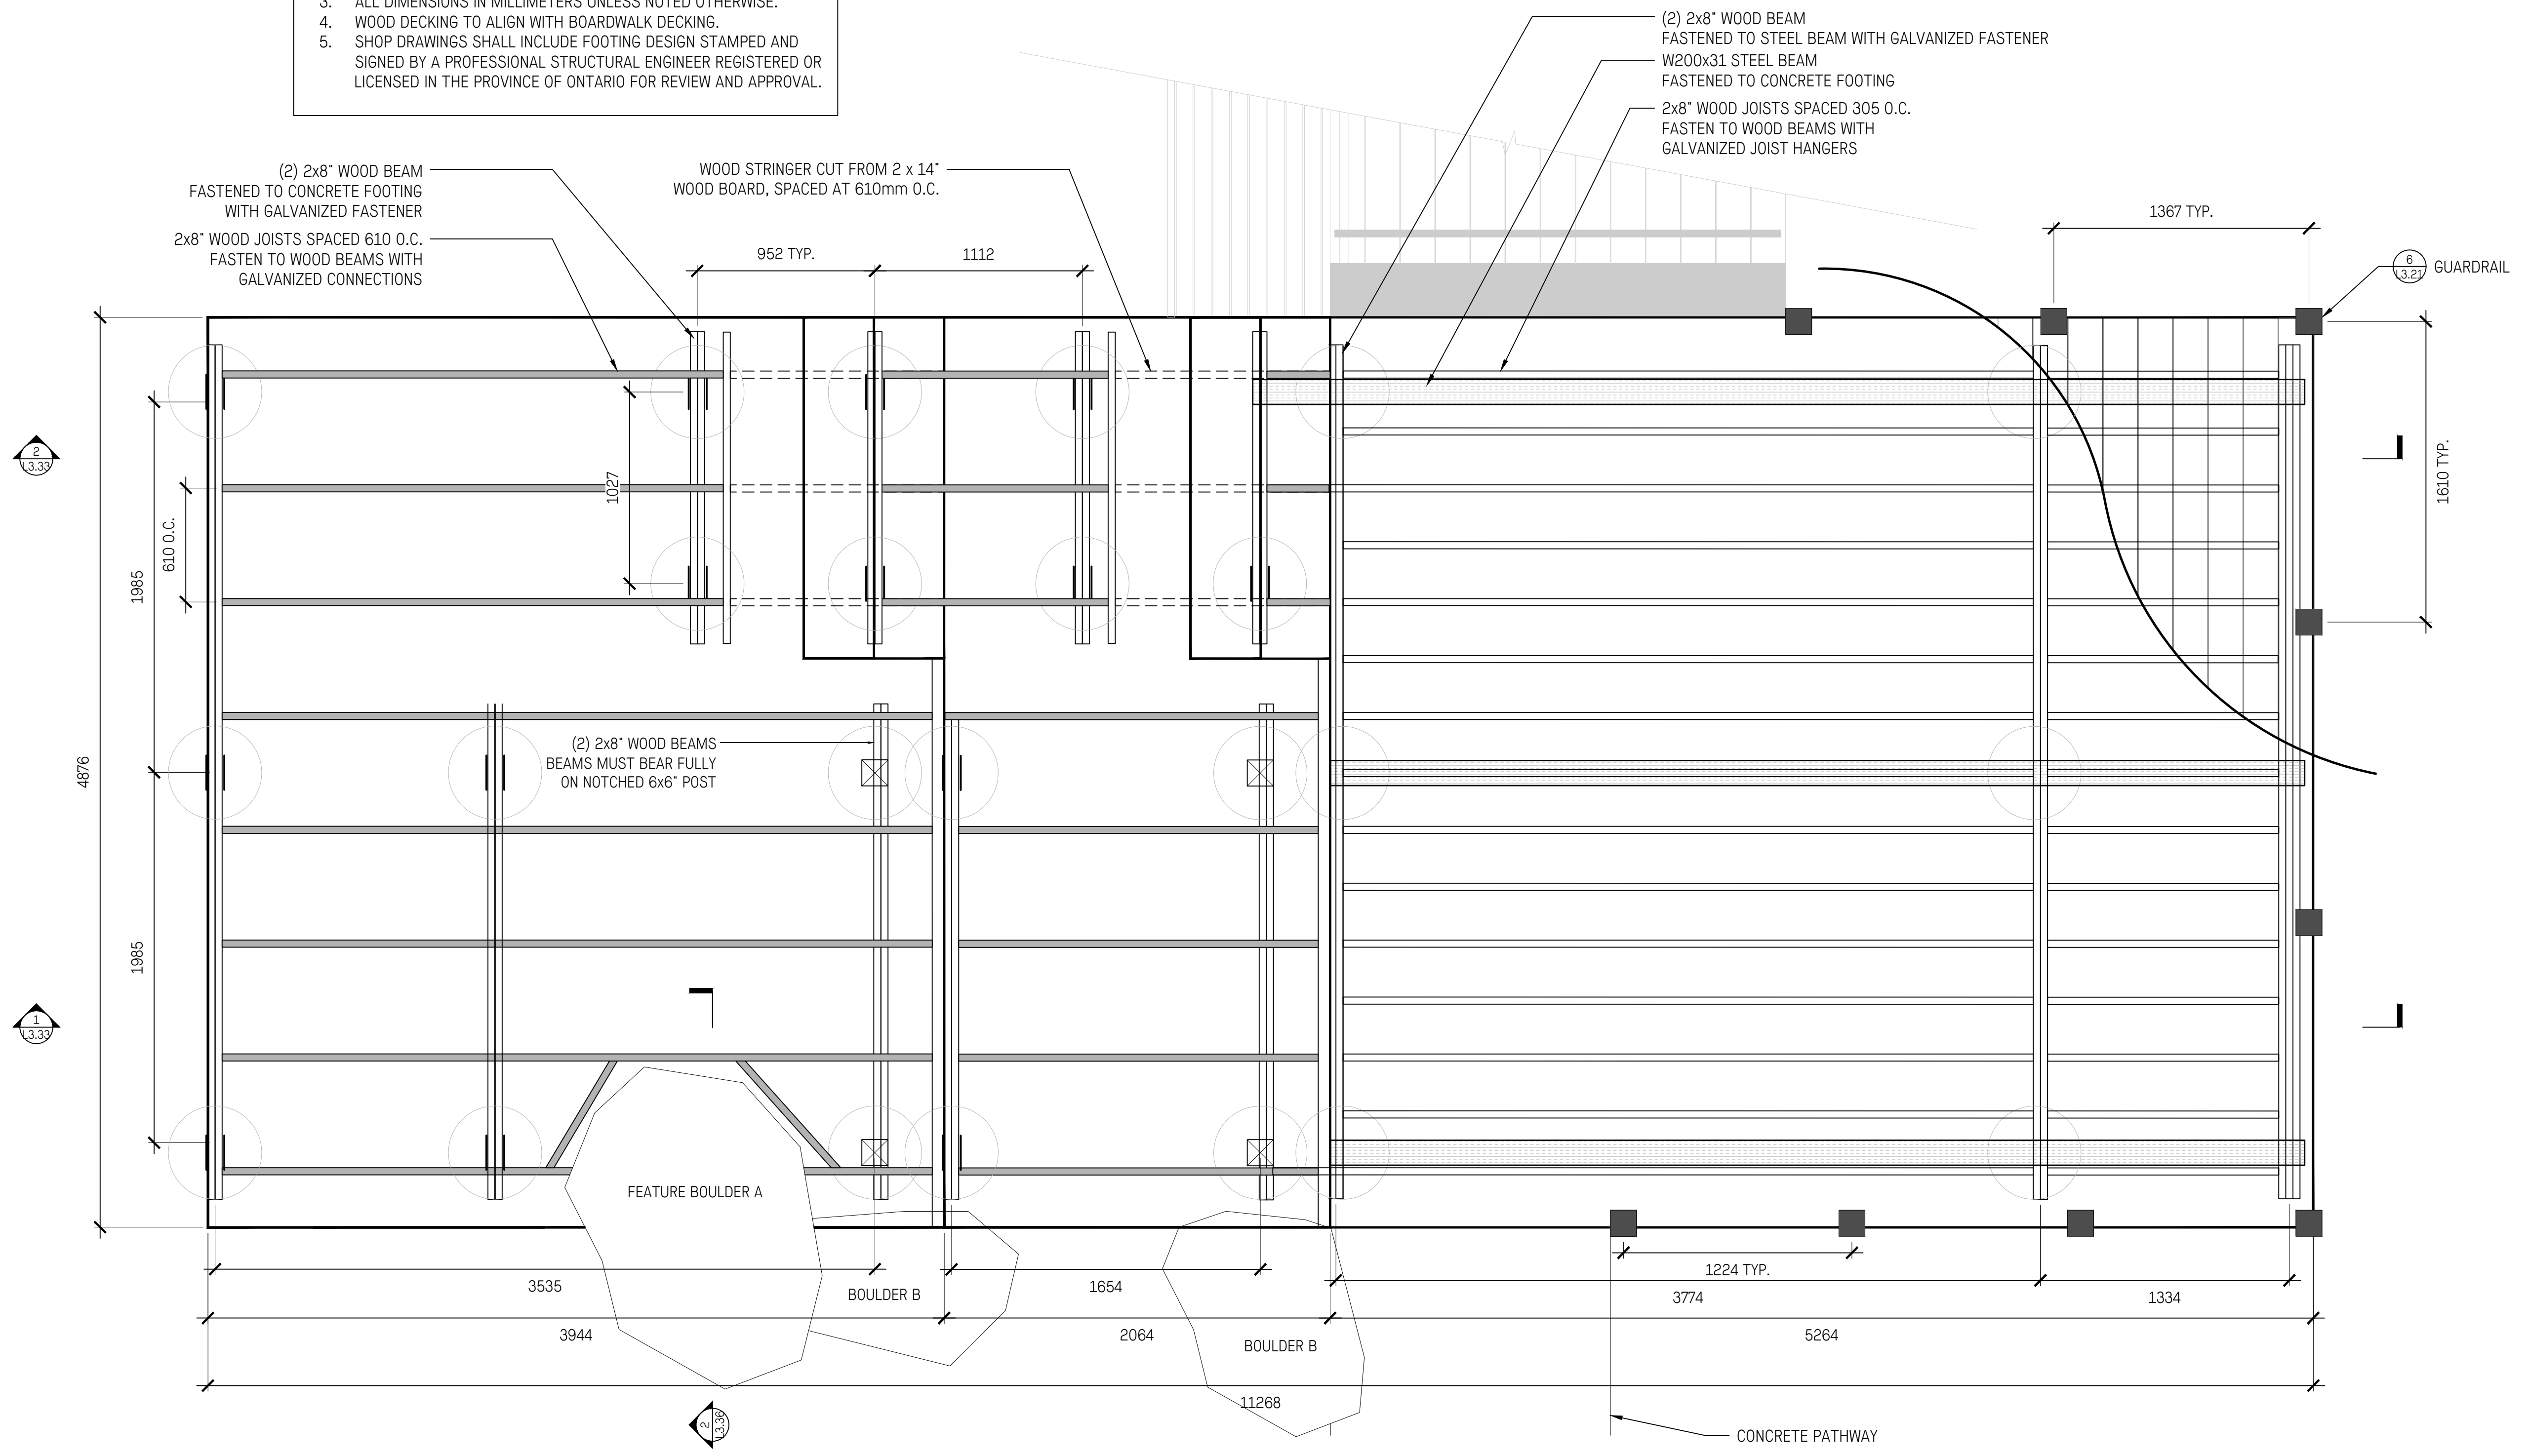 3. ALL DIMENSIONS IN MILLIMETERS UNLESS NOTED OTHERWISE.
4. WOOD DECKING TO ALIGN WITH BOARDWALK DECKING.
5. SHOP DRAWINGS SHALL INCLUDE FOOTING DESIGN STAMPED AND
SIGNED BY A PROFESSIONAL STRUCTURAL ENGINEER REGISTERED OR
LICENSED IN THE PROVINCE OF ONTARIO FOR REVIEW AND APPROVAL.
(2) 2x8" WOOD BEAM
FASTENED TO STEEL BEAM WITH GALVANIZED FASTENER
W200x31 STEEL BEAM
FASTENED TO CONCRETE FOOTING
2x8" WOOD JOISTS SPACED 305 O.C.
FASTEN TO WOOD BEAMS WITH
GALVANIZED JOIST HANGERS
(2) 2x8" WOOD BEAM
FASTENED TO CONCRETE FOOTING
WITH GALVANIZED FASTENER
2x8" WOOD JOISTS SPACED 610 O.C.
FASTEN TO WOOD BEAMS WITH
GALVANIZED CONNECTIONS
WOOD STRINGER CUT FROM 2 x 14"
WOOD BOARD, SPACED AT 610mm O.C.
952 TYP.
1112
1367 TYP.
6
L3.21
GUARDRAIL
2
L3.33
1027
610 O.C.
1985
1610 TYP.
4876
(2) 2x8" WOOD BEAMS
BEAMS MUST BEAR FULLY
ON NOTCHED 6x6" POST
1985
1
L3.33
FEATURE BOULDER A
3535
BOULDER B
1654
1224 TYP.
3774
1334
3944
2064
5264
BOULDER B
11268
2
L3.36
CONCRETE PATHWAY